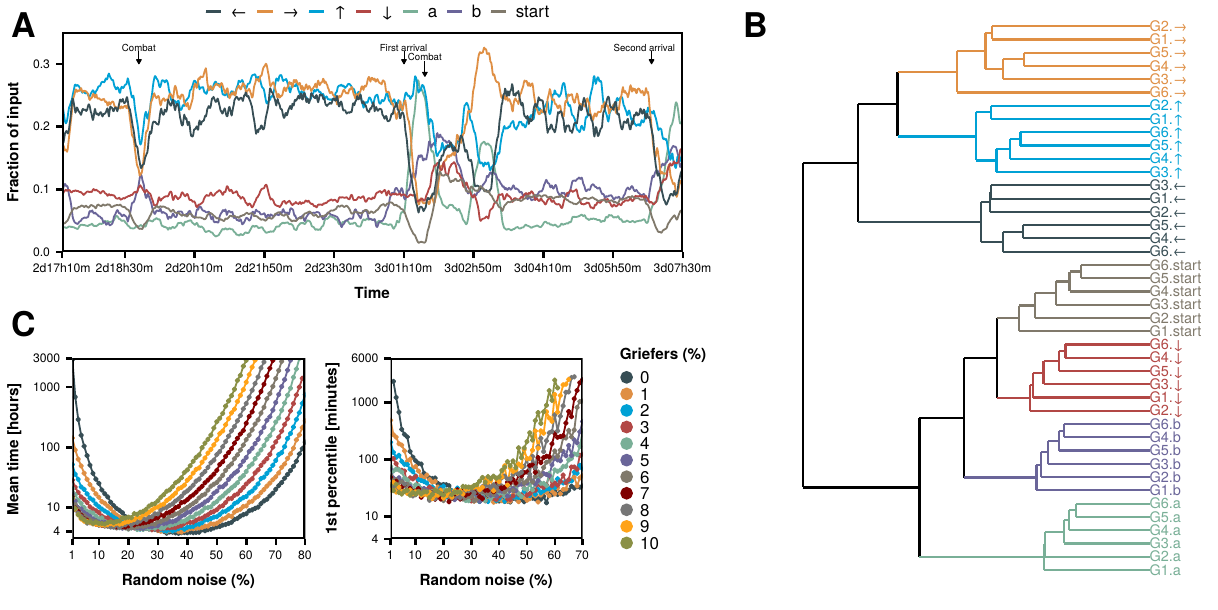 A
← → ↑ ↓ a b start
Combat
First arrival
Combat
Second arrival
Fraction of input
0.3
0.2
0.1
0.0
2d17h10m 2d18h30m 2d20h10m 2d21h50m 2d23h30m 3d01h10m 3d02h50m 3d04h10m 3d05h50m 3d07h30m
Time
B
G2.→
G1.→
G5.→
G4.→
G3.→
G6.→
G2.↑
G1.↑
G6.↑
G5.↑
G4.↑
G3.↑
G3.←
G1.←
G2.←
G5.←
G4.←
G6.←
G6.start
G5.start
G4.start
G3.start
G2.start
G1.start
G6.↓
G4.↓
G5.↓
G3.↓
G1.↓
G2.↓
G6.b
G4.b
G5.b
G3.b
G2.b
G1.b
G6.a
G5.a
G4.a
G3.a
G2.a
G1.a
C
Mean time [hours]
3000
1000
100
10
4
1 10 20 30 40 50 60 70 80
Random noise (%)
1st percentile [minutes]
6000
1000
100
10
4
1 10 20 30 40 50 60 70
Random noise (%)
Griefers (%)
0
1
2
3
4
5
6
7
8
9
10